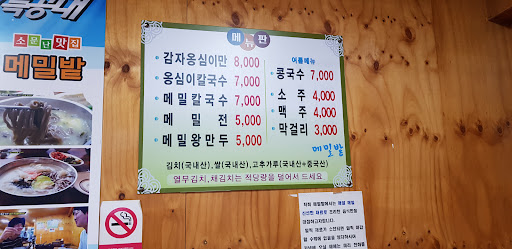 소문난맛집
메밀밭
메뉴판
감자옹심이만 8,000
옹심이칼국수 7,000
메밀칼국수 7,000
메밀전 5,000
메밀왕만두 5,000
여름메뉴
콩국수 7,000
소주 4,000
맥주 4,000
막걸리 3,000
메밀밭
김치(국내산),쌀(국내산),고추가루(국내산+중국산)
열무김치,채김치는 적당량을 덜어서 드세요